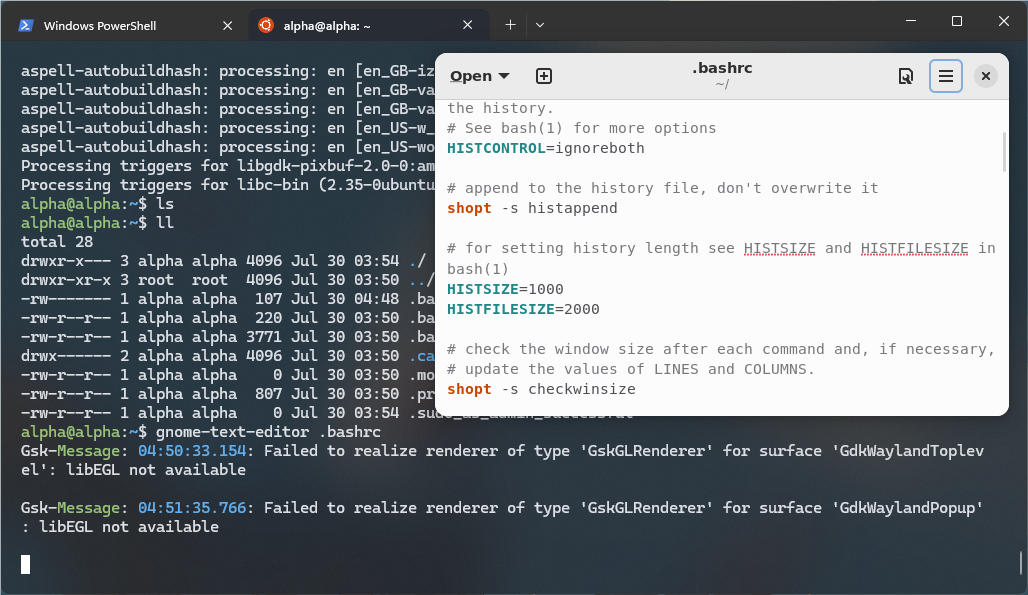 Windows PowerShell
alpha@alpha: ~
aspell-autobuildhash: processing: en [en_GB-iz
aspell-autobuildhash: processing: en [en_GB-va
aspell-autobuildhash: processing: en [en_GB-va
aspell-autobuildhash: processing: en [en_US-w_
aspell-autobuildhash: processing: en [en_US-wo
Processing triggers for libgdk-pixbuf-2.0-0:am
Processing triggers for libc-bin (2.35-0ubuntu
alpha@alpha:~$ ls
alpha@alpha:~$ ll
total 28
drwxr-x--- 3 alpha alpha 4096 Jul 30 03:54 ./
drwxr-xr-x 3 root  root  4096 Jul 30 03:50 ../
-rw------- 1 alpha alpha  107 Jul 30 04:48 .ba
-rw-r--r-- 1 alpha alpha  220 Jul 30 03:50 .ba
-rw-r--r-- 1 alpha alpha 3771 Jul 30 03:50 .ba
drwx------ 2 alpha alpha 4096 Jul 30 03:50 .ca
-rw-r--r-- 1 alpha alpha    0 Jul 30 03:50 .mo
-rw-r--r-- 1 alpha alpha  807 Jul 30 03:50 .pr
-rw-r--r-- 1 alpha alpha    0 Jul 30 03:54 .sudo_as_admin_successful
alpha@alpha:~$ gnome-text-editor .bashrc
Gsk-Message: 04:50:33.154: Failed to realize renderer of type 'GskGLRenderer' for surface 'GdkWaylandToplev
el': libEGL not available
Gsk-Message: 04:51:35.766: Failed to realize renderer of type 'GskGLRenderer' for surface 'GdkWaylandPopup'
: libEGL not available
Open
.bashrc
~/
the history.
# See bash(1) for more options
HISTCONTROL=ignoreboth
# append to the history file, don't overwrite it
shopt -s histappend
# for setting history length see HISTSIZE and HISTFILESIZE in
bash(1)
HISTSIZE=1000
HISTFILESIZE=2000
# check the window size after each command and, if necessary,
# update the values of LINES and COLUMNS.
shopt -s checkwinsize